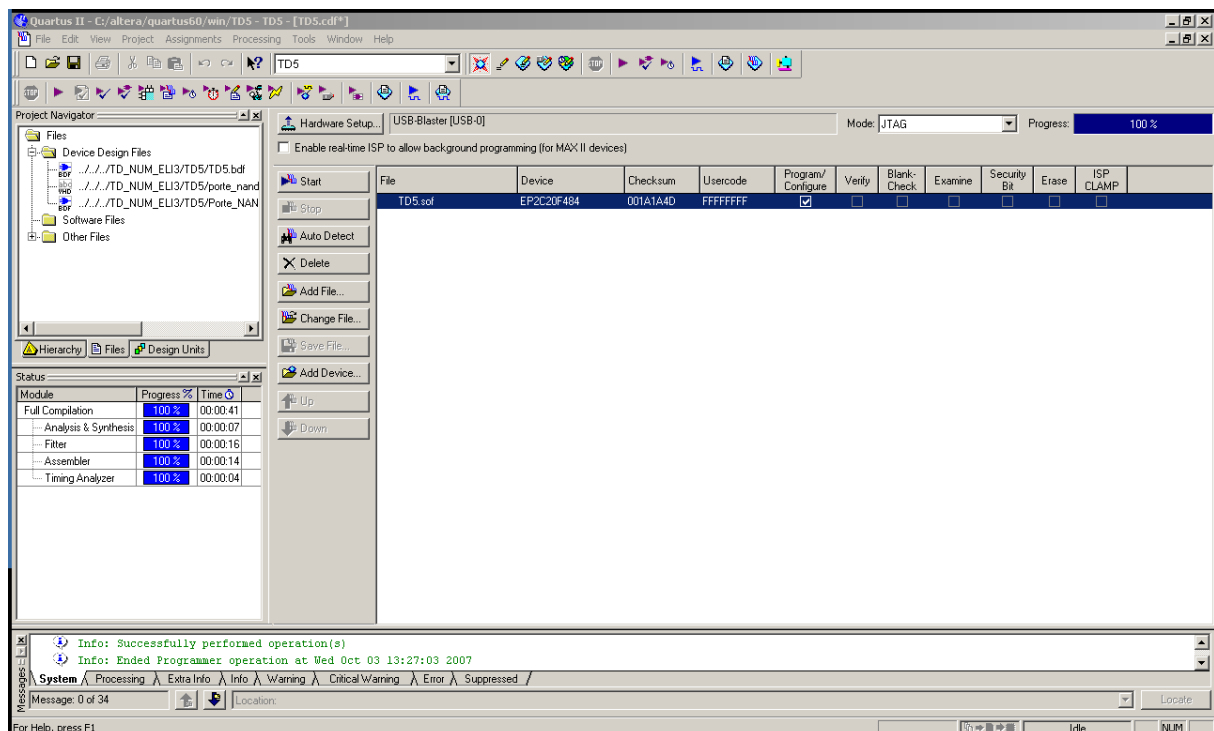 Quartus II - C:/altera/quartus60/win/TD5 - TD5 - [TD5.cdf*]
File Edit View Project Assignments Processing Tools Window Help
TD5
Project Navigator
Files
Device Design Files
../../../TD_NUM_ELI3/TD5/TD5.bdf
../../../TD_NUM_ELI3/TD5/porte_nand
../../../TD_NUM_ELI3/TD5/Porte_NAN
Software Files
Other Files
Hierarchy Files Design Units
Hardware Setup... USB-Blaster [USB-0] Mode: JTAG Progress: 100 %
Enable real-time ISP to allow background programming (for MAX II devices)
Start
Stop
Auto Detect
Delete
Add File...
Change File...
Save File...
Add Device...
Up
Down
File Device Checksum Usercode Program/Configure Verify Blank-Check Examine Security Bit Erase ISP CLAMP
TD5.sof EP2C20F484 001A1A4D FFFFFFFF
Status
Module Progress % Time
Full Compilation 100 % 00:00:41
Analysis & Synthesis 100 % 00:00:07
Fitter 100 % 00:00:16
Assembler 100 % 00:00:14
Timing Analyzer 100 % 00:00:04
Info: Successfully performed operation(s)
Info: Ended Programmer operation at Wed Oct 03 13:27:03 2007
Messages
System Processing Extra Info Info Warning Critical Warning Error Suppressed
Message: 0 of 34 Location: Locate
For Help, press F1 Idle NUM